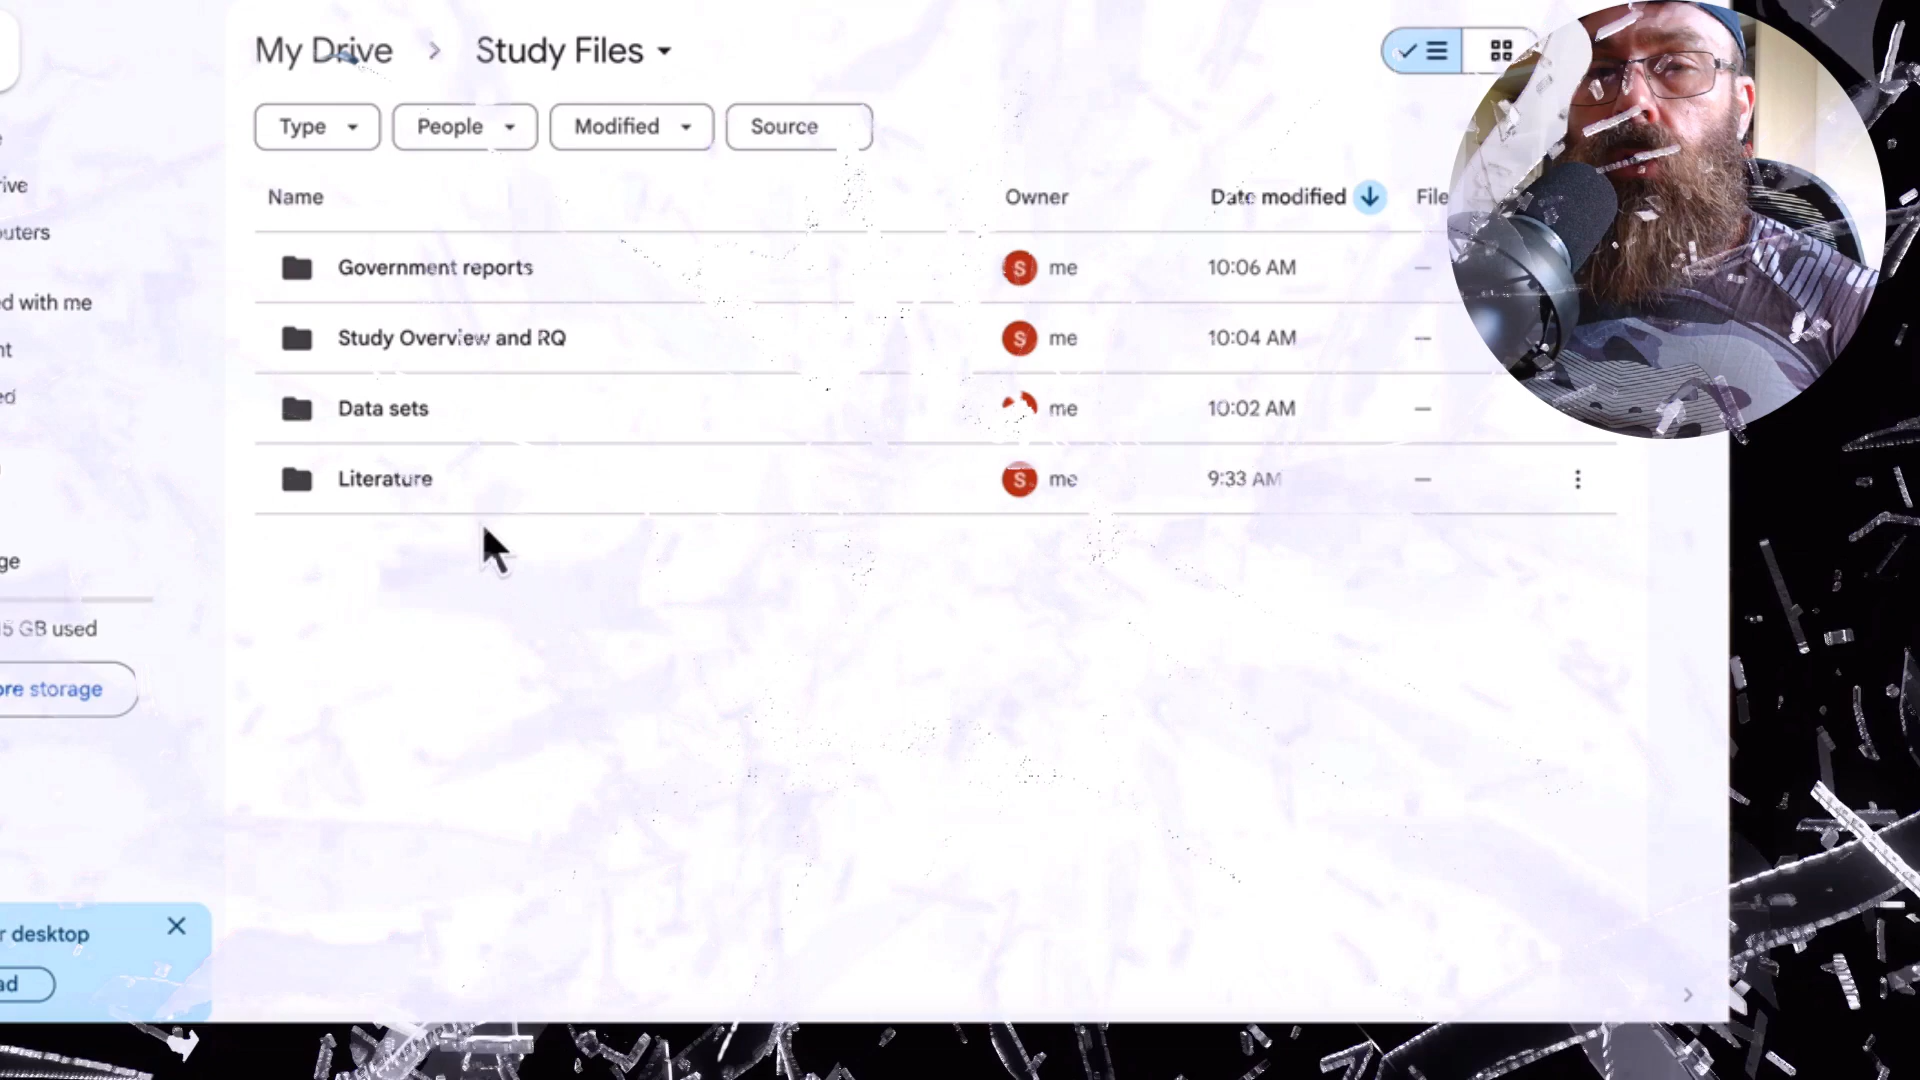 My Drive > Study Files
Type People Modified Source
Name Owner Date modified File
Government reports S me 10:06 AM —
Study Overview and RQ S me 10:04 AM —
Data sets me 10:02 AM —
Literature S me 9:33 AM —
ive
outers
d with me
nt
ed
ge
15 GB used
ore storage
r desktop
ad